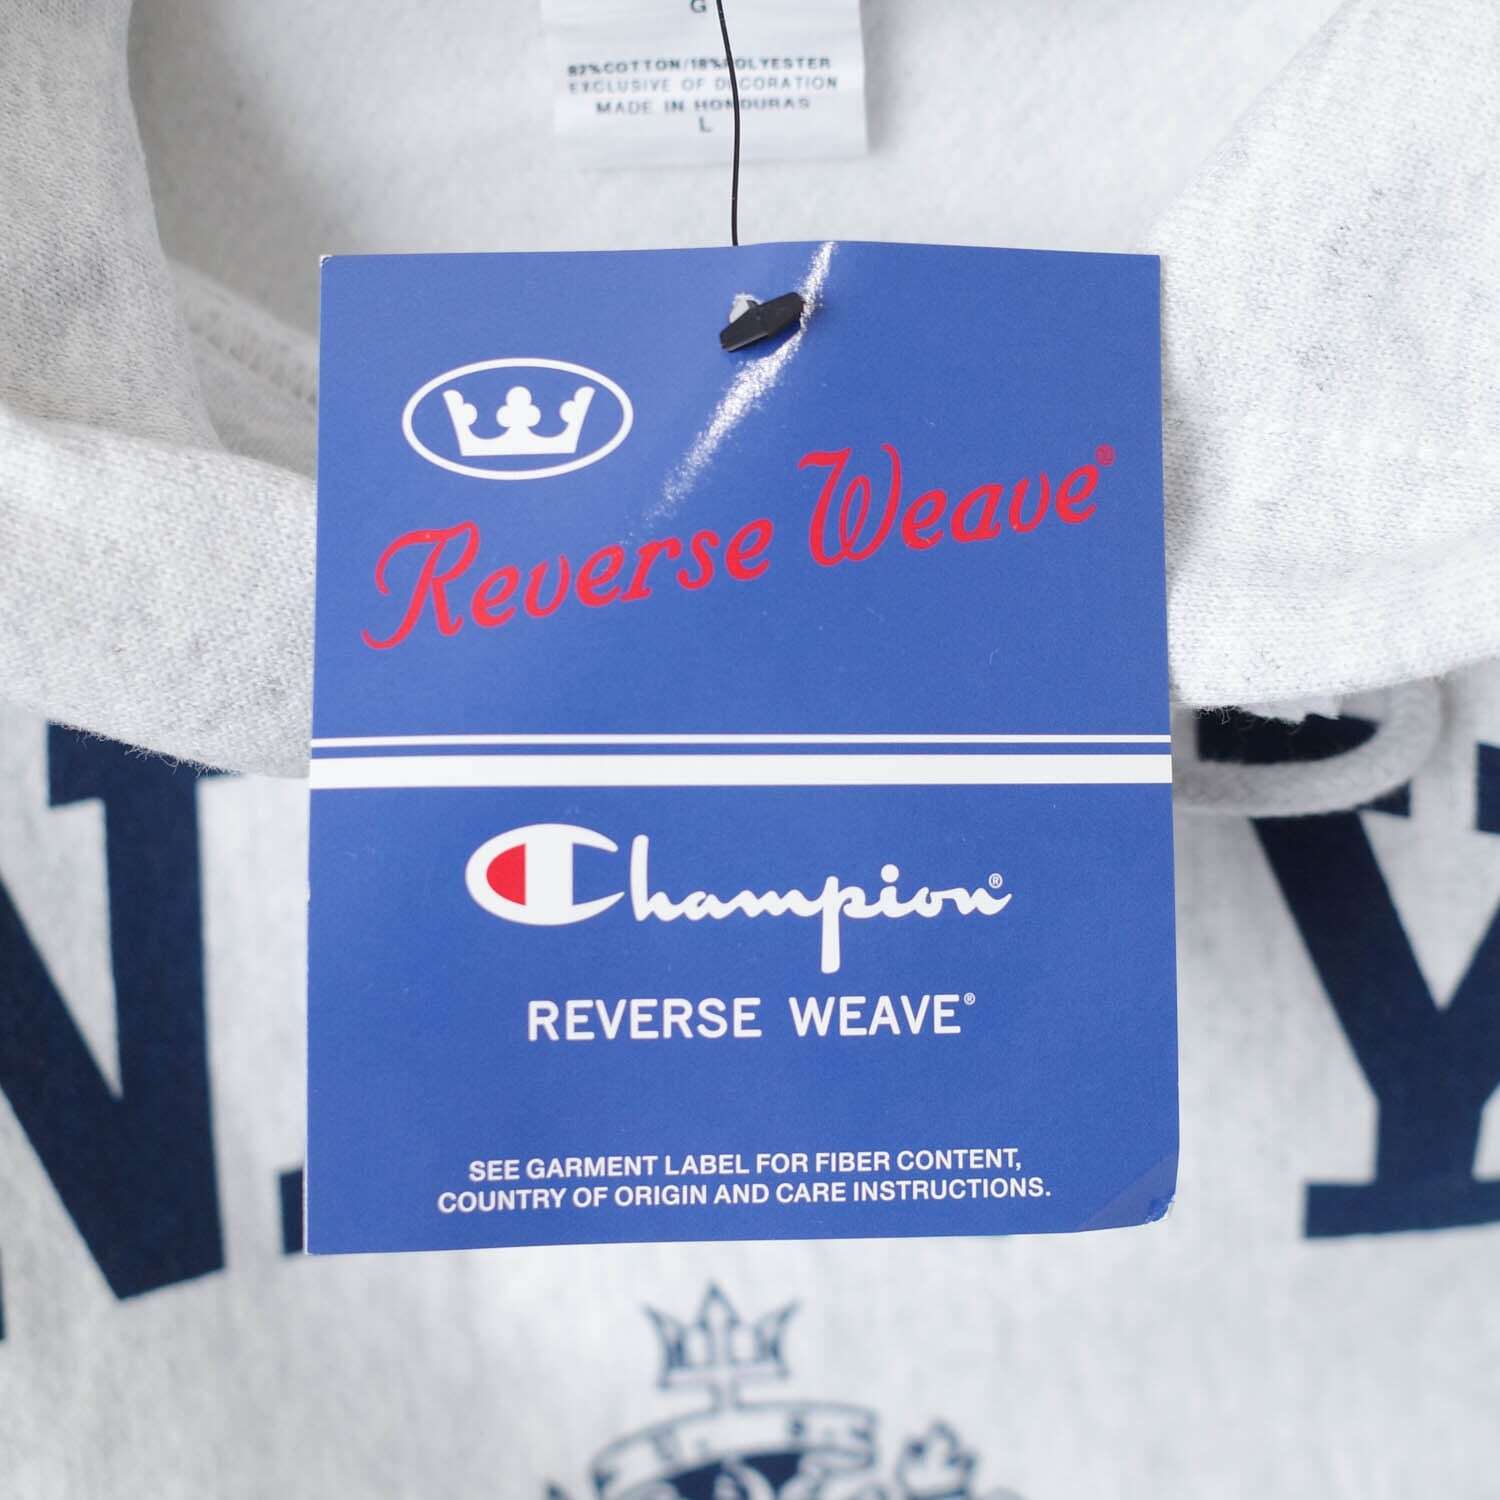 G
82%COTTON/18%POLYESTER
EXCLUSIVE OF DECORATION
MADE IN HONDURAS
L
Reverse Weave®
Champion®
REVERSE WEAVE®
SEE GARMENT LABEL FOR FIBER CONTENT,
COUNTRY OF ORIGIN AND CARE INSTRUCTIONS.
N
Y